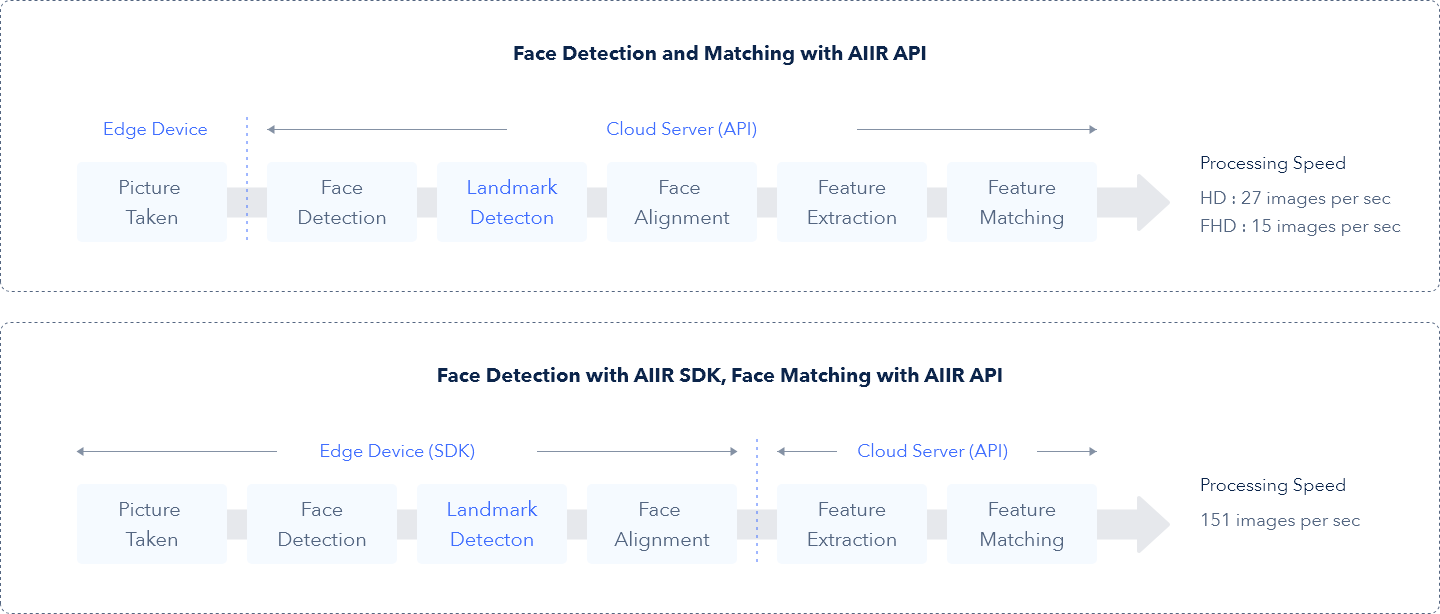 Face Detection and Matching with AIIR API
Edge Device
Cloud Server (API)
Picture
Taken
Face
Detection
Landmark
Detecton
Face
Alignment
Feature
Extraction
Feature
Matching
Processing Speed
HD : 27 images per sec
FHD : 15 images per sec
Face Detection with AIIR SDK, Face Matching with AIIR API
Edge Device (SDK)
Cloud Server (API)
Picture
Taken
Face
Detection
Landmark
Detecton
Face
Alignment
Feature
Extraction
Feature
Matching
Processing Speed
151 images per sec